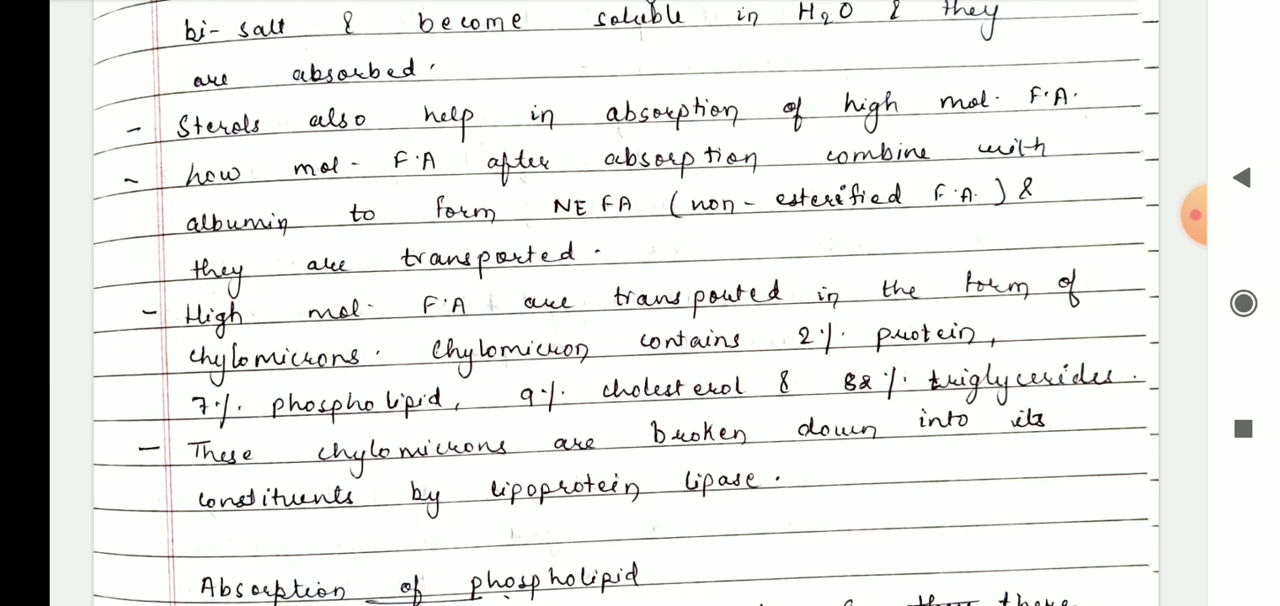 bi-salt & become soluble in H2O & they
are absorbed.
- Sterols also help in absorption of high mol. F.A.
- how mol- F.A after absorption combine with
albumin to form NEFA (non-esterified F.A.) &
they are transported.
- High mol- F.A are transpouted in the form of
chylomicrons. Chylomicron contains 2%. protein,
7%. phospholipid, 9%. cholesterol & 82%. triglycerides.
- These chylomicrons are broken down into its
constituents by lipoprotein lipase.
Absorption of phospholipid